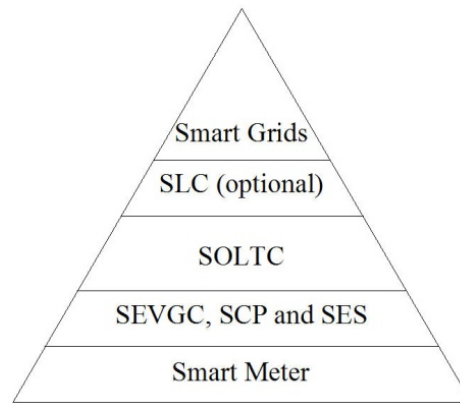 Smart Grids
SLC (optional)
SOLTC
SEVGC, SCP and SES
Smart Meter